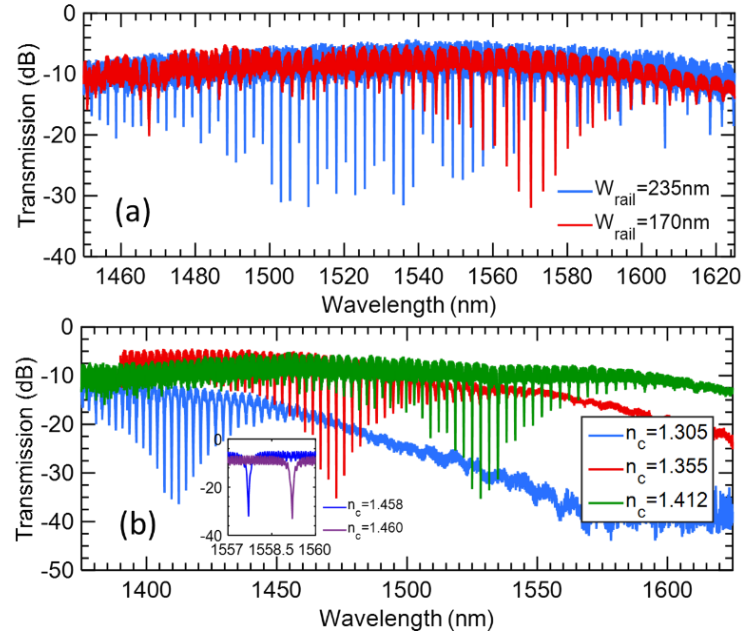 0
-10
-20
-30
-40
Transmission (dB)
(a)
W_rail=235nm
W_rail=170nm
1460 1480 1500 1520 1540 1560 1580 1600 1620
Wavelength (nm)
0
-10
-20
-30
-40
-50
Transmission (dB)
(b)
n_c=1.305
n_c=1.355
n_c=1.412
0
-20
-40
n_c=1.458
n_c=1.460
1557 1558.5 1560
1400 1450 1500 1550 1600
Wavelength (nm)